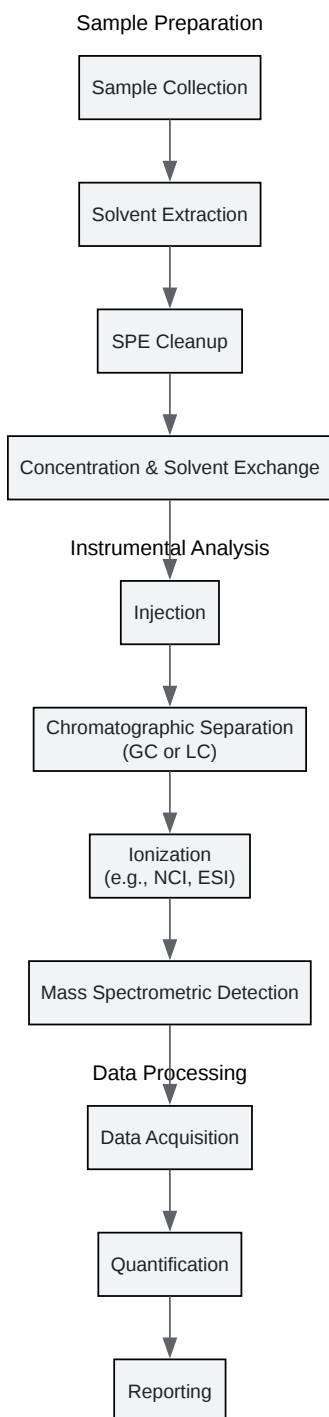 Sample Preparation
Sample Collection
Solvent Extraction
SPE Cleanup
Concentration & Solvent Exchange
Instrumental Analysis
Injection
Chromatographic Separation
(GC or LC)
Ionization
(e.g., NCI, ESI)
Mass Spectrometric Detection
Data Processing
Data Acquisition
Quantification
Reporting